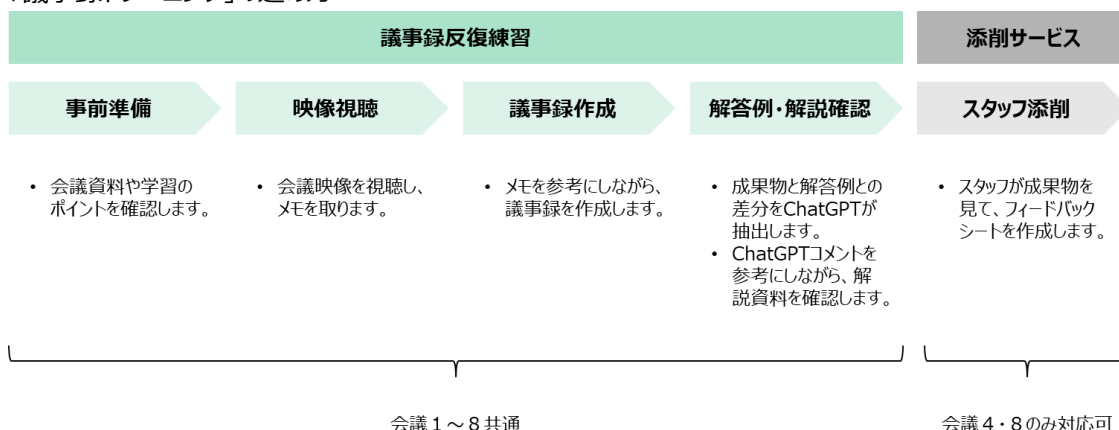 議事録反復練習
添削サービス
事前準備
映像視聴
議事録作成
解答例・解説確認
スタッフ添削
• 会議資料や学習の
ポイントを確認します。
• 会議映像を視聴し、
メモを取ります。
• メモを参考にしながら、
議事録を作成します。
• 成果物と解答例との
差分をChatGPTが
抽出します。
• ChatGPTコメントを
参考にしながら、解
説資料を確認します。
• スタッフが成果物を
見て、フィードバック
シートを作成します。
会議1~8共通
会議4・8のみ対応可